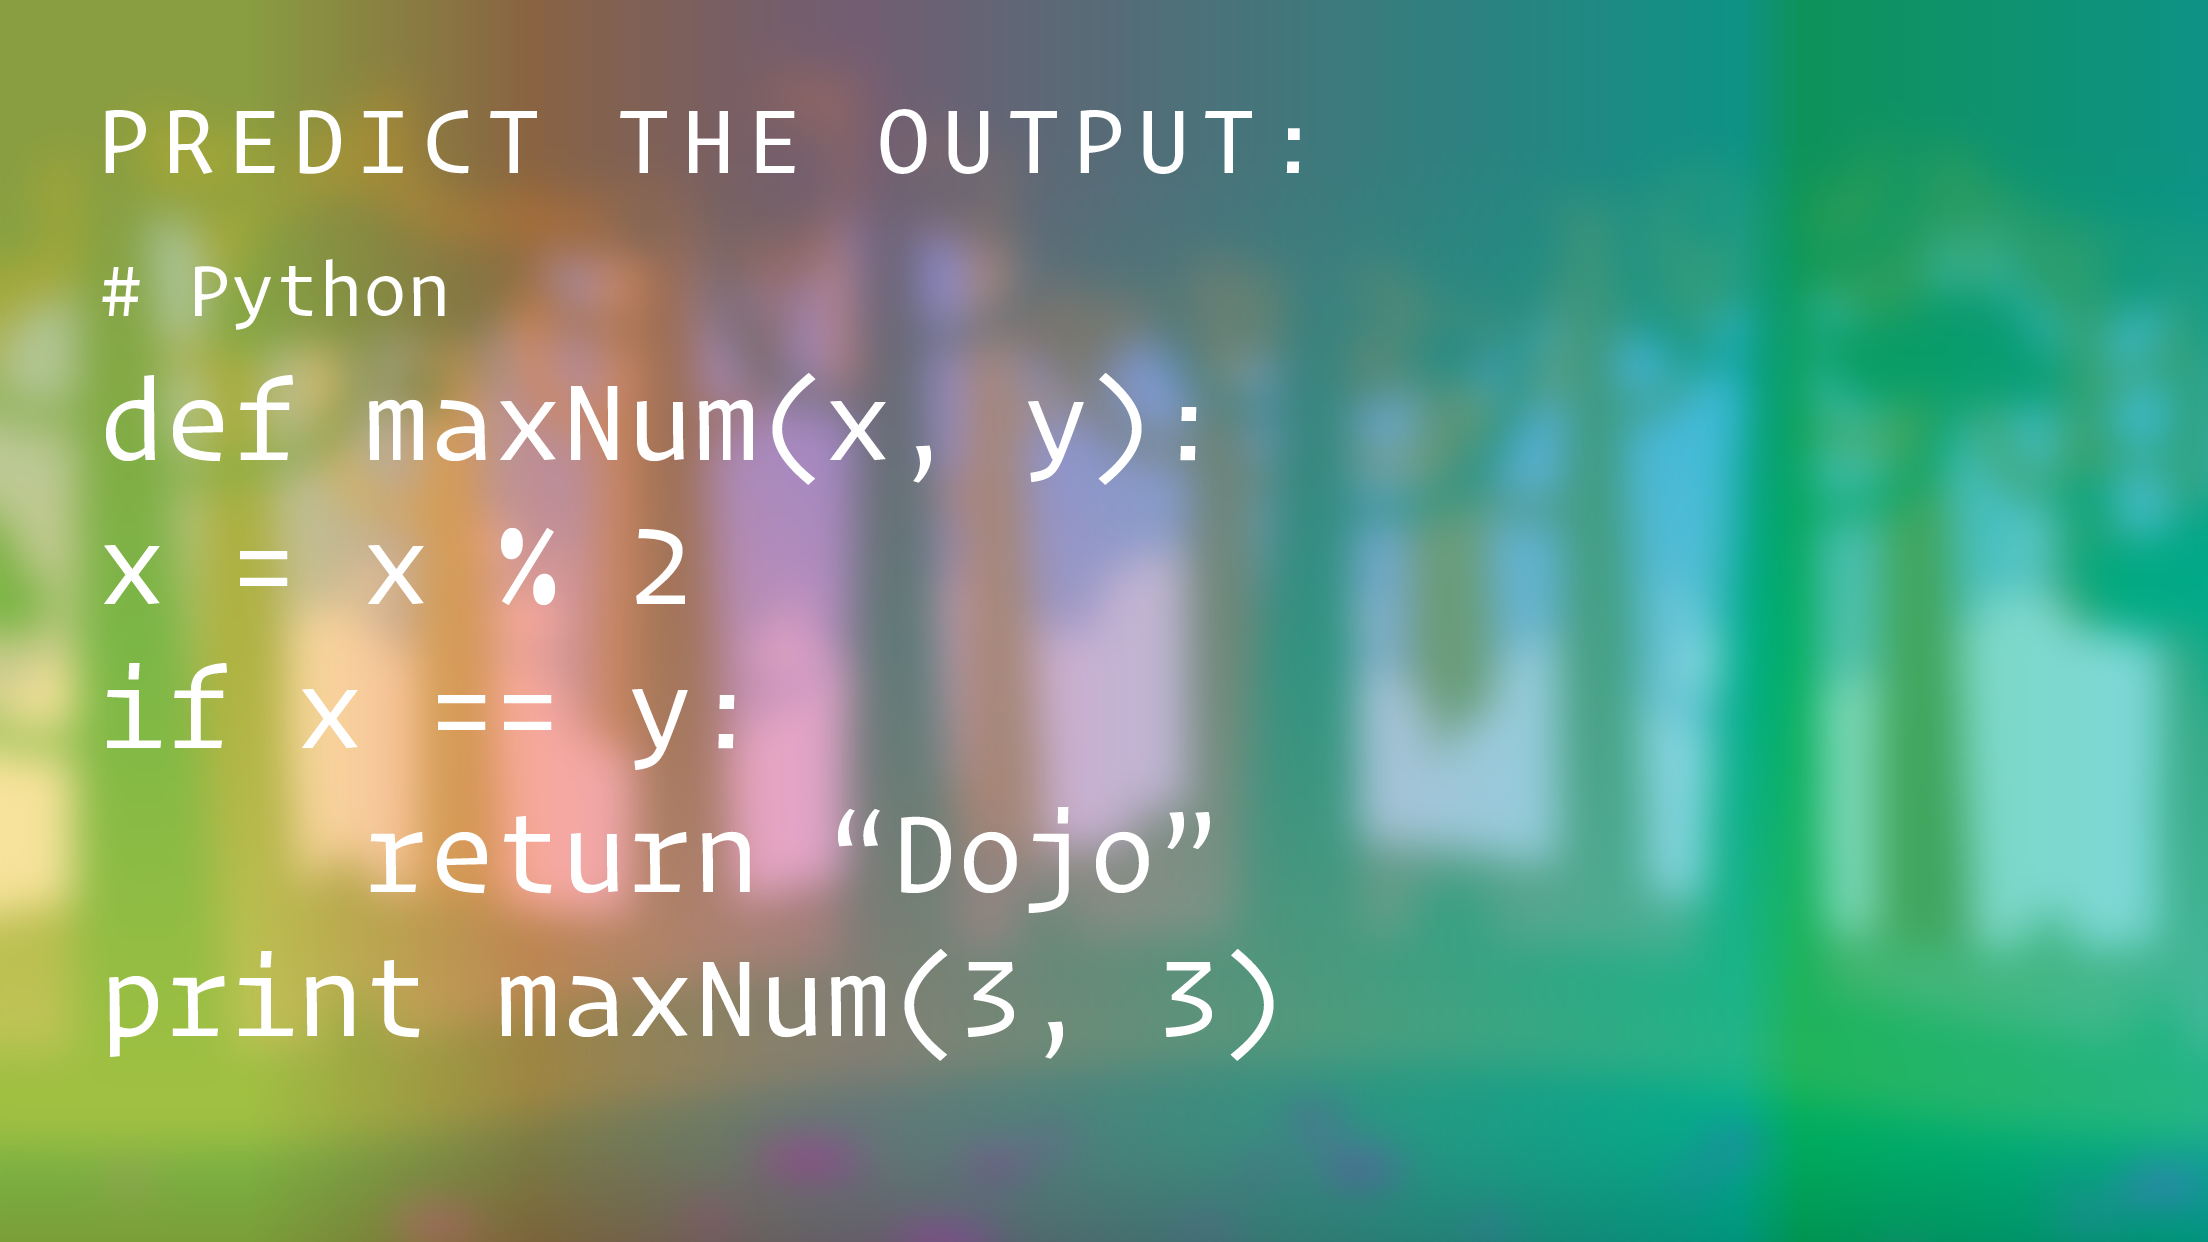 PREDICT THE OUTPUT:
# Python
def maxNum(x, y):
x = x % 2
if x == y:
    return “Dojo”
print maxNum(3, 3)